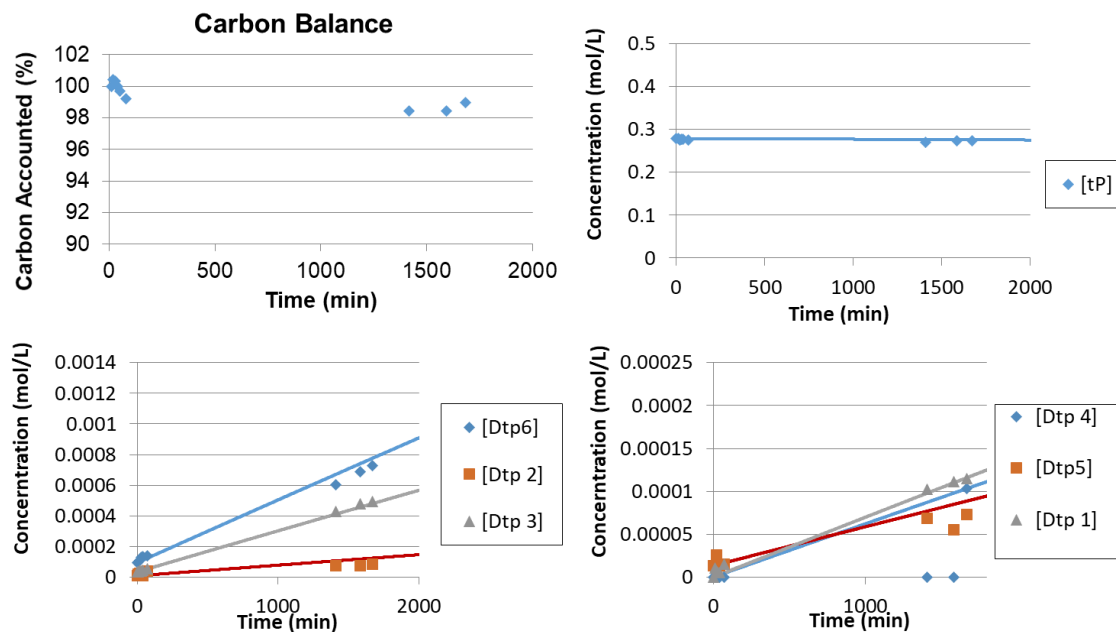 Carbon Balance
Carbon Accounted (%)
102
100
98
96
94
92
90
0 500 1000 1500 2000
Time (min)
Concerntration (mol/L)
0.5
0.4
0.3
0.2
0.1
0
0 500 1000 1500 2000
Time (min)
[tP]
Concerntration (mol/L)
0.0014
0.0012
0.001
0.0008
0.0006
0.0004
0.0002
0
0 1000 2000
Time (min)
[Dtp6]
[Dtp 2]
[Dtp 3]
Concerntration (mol/L)
0.00025
0.0002
0.00015
0.0001
0.00005
0
0 1000
Time (min)
[Dtp 4]
[Dtp5]
[Dtp 1]